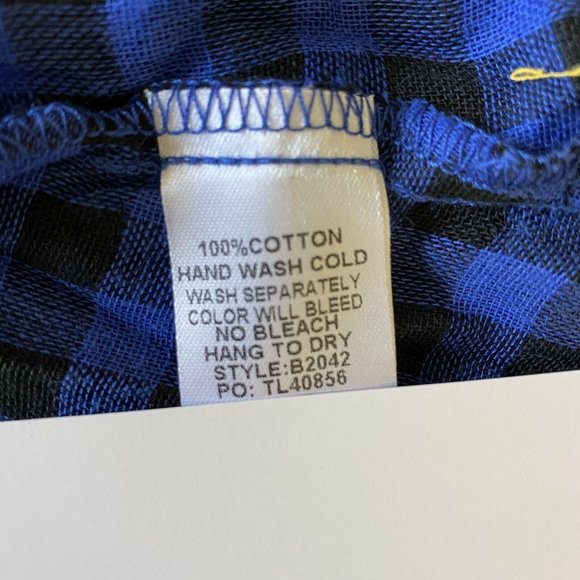 100%COTTON
HAND WASH COLD
WASH SEPARATELY
COLOR WILL BLEED
NO BLEACH
HANG TO DRY
STYLE:B2042
PO: TL40856